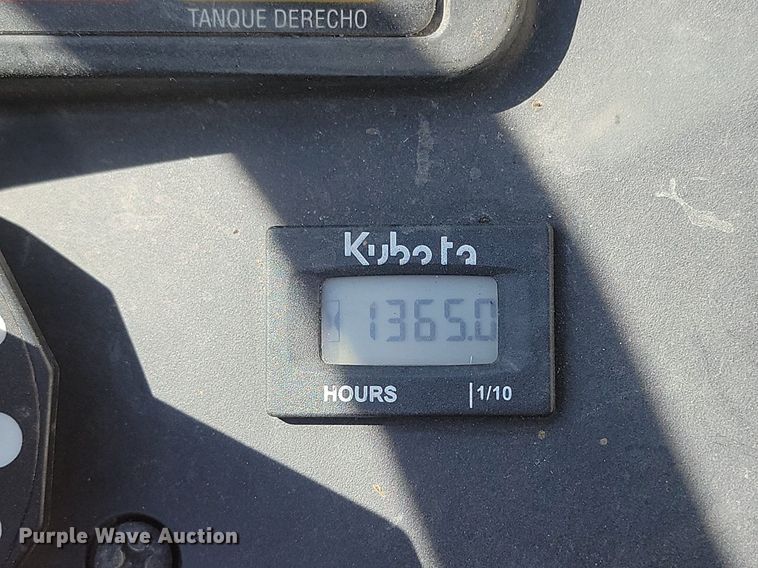 TANQUE DERECHO
Kubota
1365.0
HOURS 1/10
Purple Wave Auction